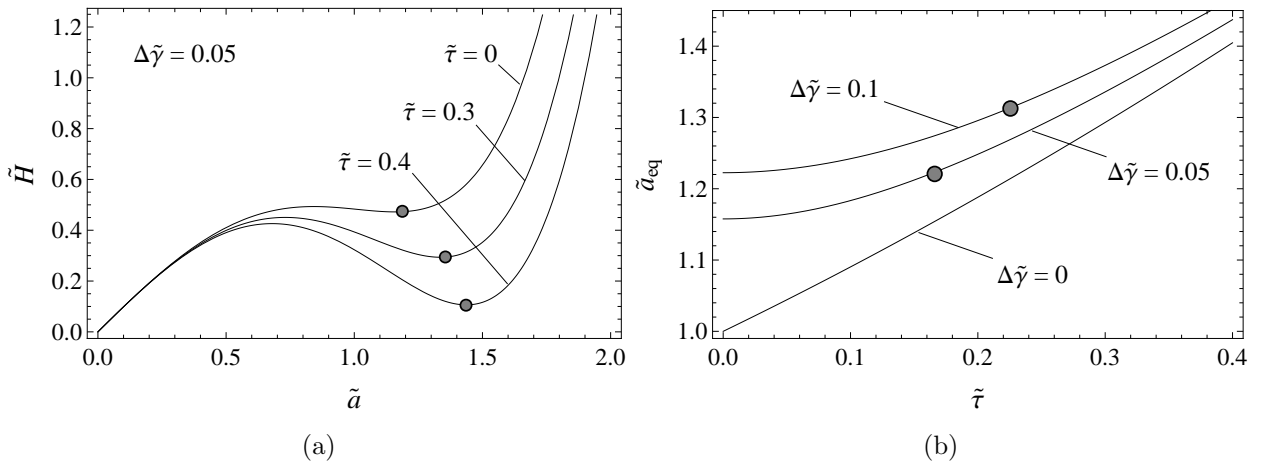 1.2
1.0
0.8
0.6
0.4
0.2
0.0
H̃
Δγ̃ = 0.05
τ̃ = 0
τ̃ = 0.3
τ̃ = 0.4
0.0 0.5 1.0 1.5 2.0
ã
(a)
1.4
1.3
1.2
1.1
1.0
ã_eq
Δγ̃ = 0.1
Δγ̃ = 0.05
Δγ̃ = 0
0.0 0.1 0.2 0.3 0.4
τ̃
(b)